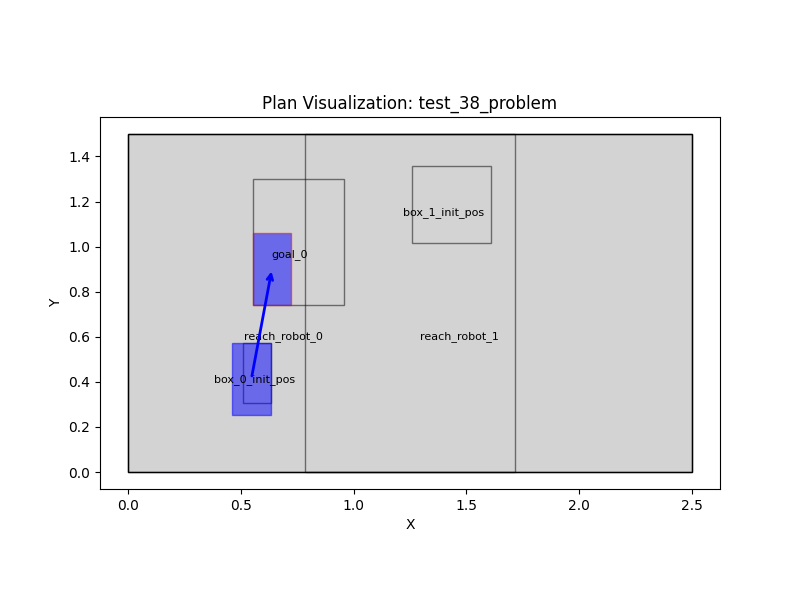 Plan Visualization: test_38_problem
1.4
1.2
1.0
0.8
0.6
0.4
0.2
0.0
Y
box_1_init_pos
goal_0
reach_robot_0
reach_robot_1
box_0_init_pos
0.0
0.5
1.0
1.5
2.0
2.5
X